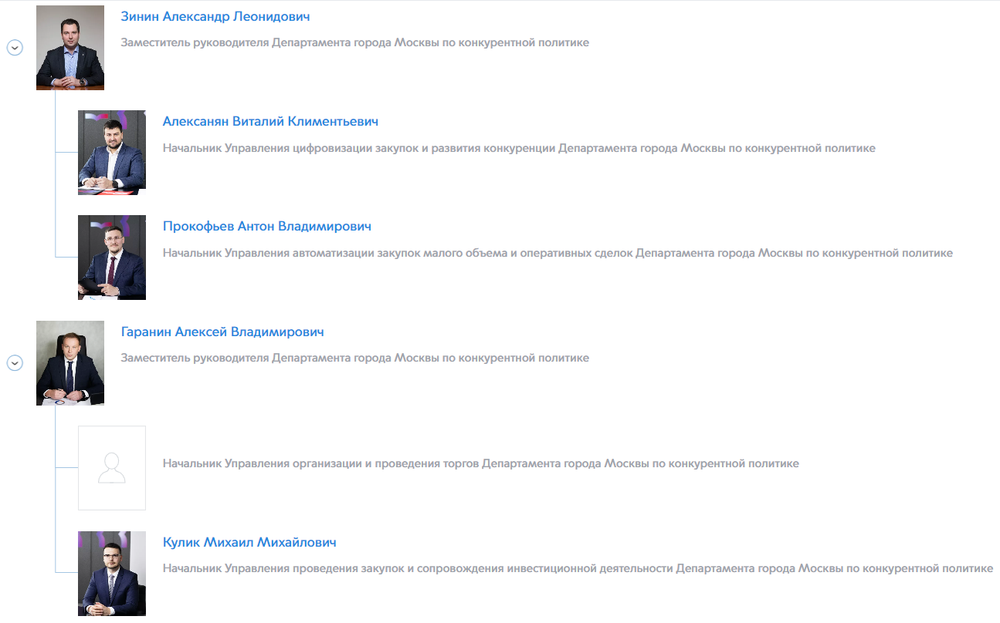 Зинин Александр Леонидович
Заместитель руководителя Департамента города Москвы по конкурентной политике
Алексанян Виталий Климентьевич
Начальник Управления цифровизации закупок и развития конкуренции Департамента города Москвы по конкурентной политике
Прокофьев Антон Владимирович
Начальник Управления автоматизации закупок малого объема и оперативных сделок Департамента города Москвы по конкурентной политике
Гаранин Алексей Владимирович
Заместитель руководителя Департамента города Москвы по конкурентной политике
Начальник Управления организации и проведения торгов Департамента города Москвы по конкурентной политике
Кулик Михаил Михайлович
Начальник Управления проведения закупок и сопровождения инвестиционной деятельности Департамента города Москвы по конкурентной политике